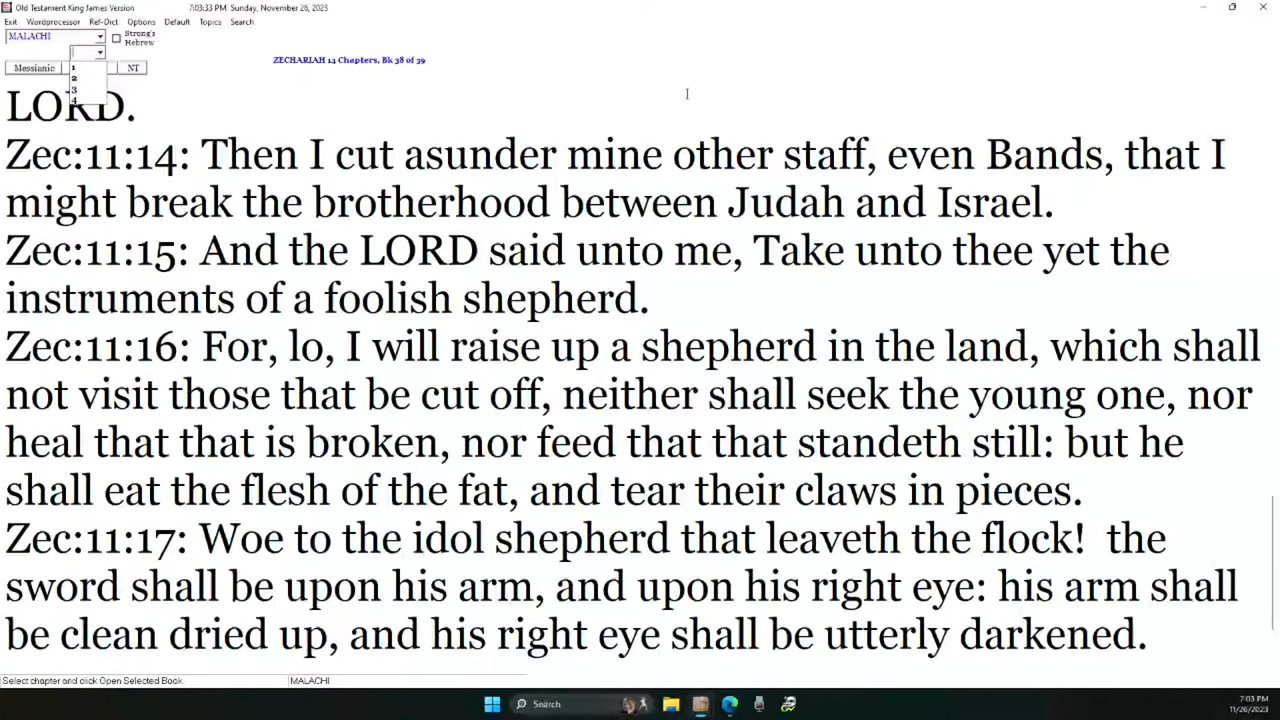 Old Testament King James Version 7:03:33 PM Sunday, November 26, 2023
Exit Wordprocessor Ref-Dict Options Default Topics Search
MALACHI Strong's Hebrew
1
2
3
4
Messianic NT
ZECHARIAH 14 Chapters, Bk 38 of 39
LORD.
Zec:11:14: Then I cut asunder mine other staff, even Bands, that I
might break the brotherhood between Judah and Israel.
Zec:11:15: And the LORD said unto me, Take unto thee yet the
instruments of a foolish shepherd.
Zec:11:16: For, lo, I will raise up a shepherd in the land, which shall
not visit those that be cut off, neither shall seek the young one, nor
heal that that is broken, nor feed that that standeth still: but he
shall eat the flesh of the fat, and tear their claws in pieces.
Zec:11:17: Woe to the idol shepherd that leaveth the flock! the
sword shall be upon his arm, and upon his right eye: his arm shall
be clean dried up, and his right eye shall be utterly darkened.
Select chapter and click Open Selected Book. MALACHI
Search
7:03 PM
11/26/2023